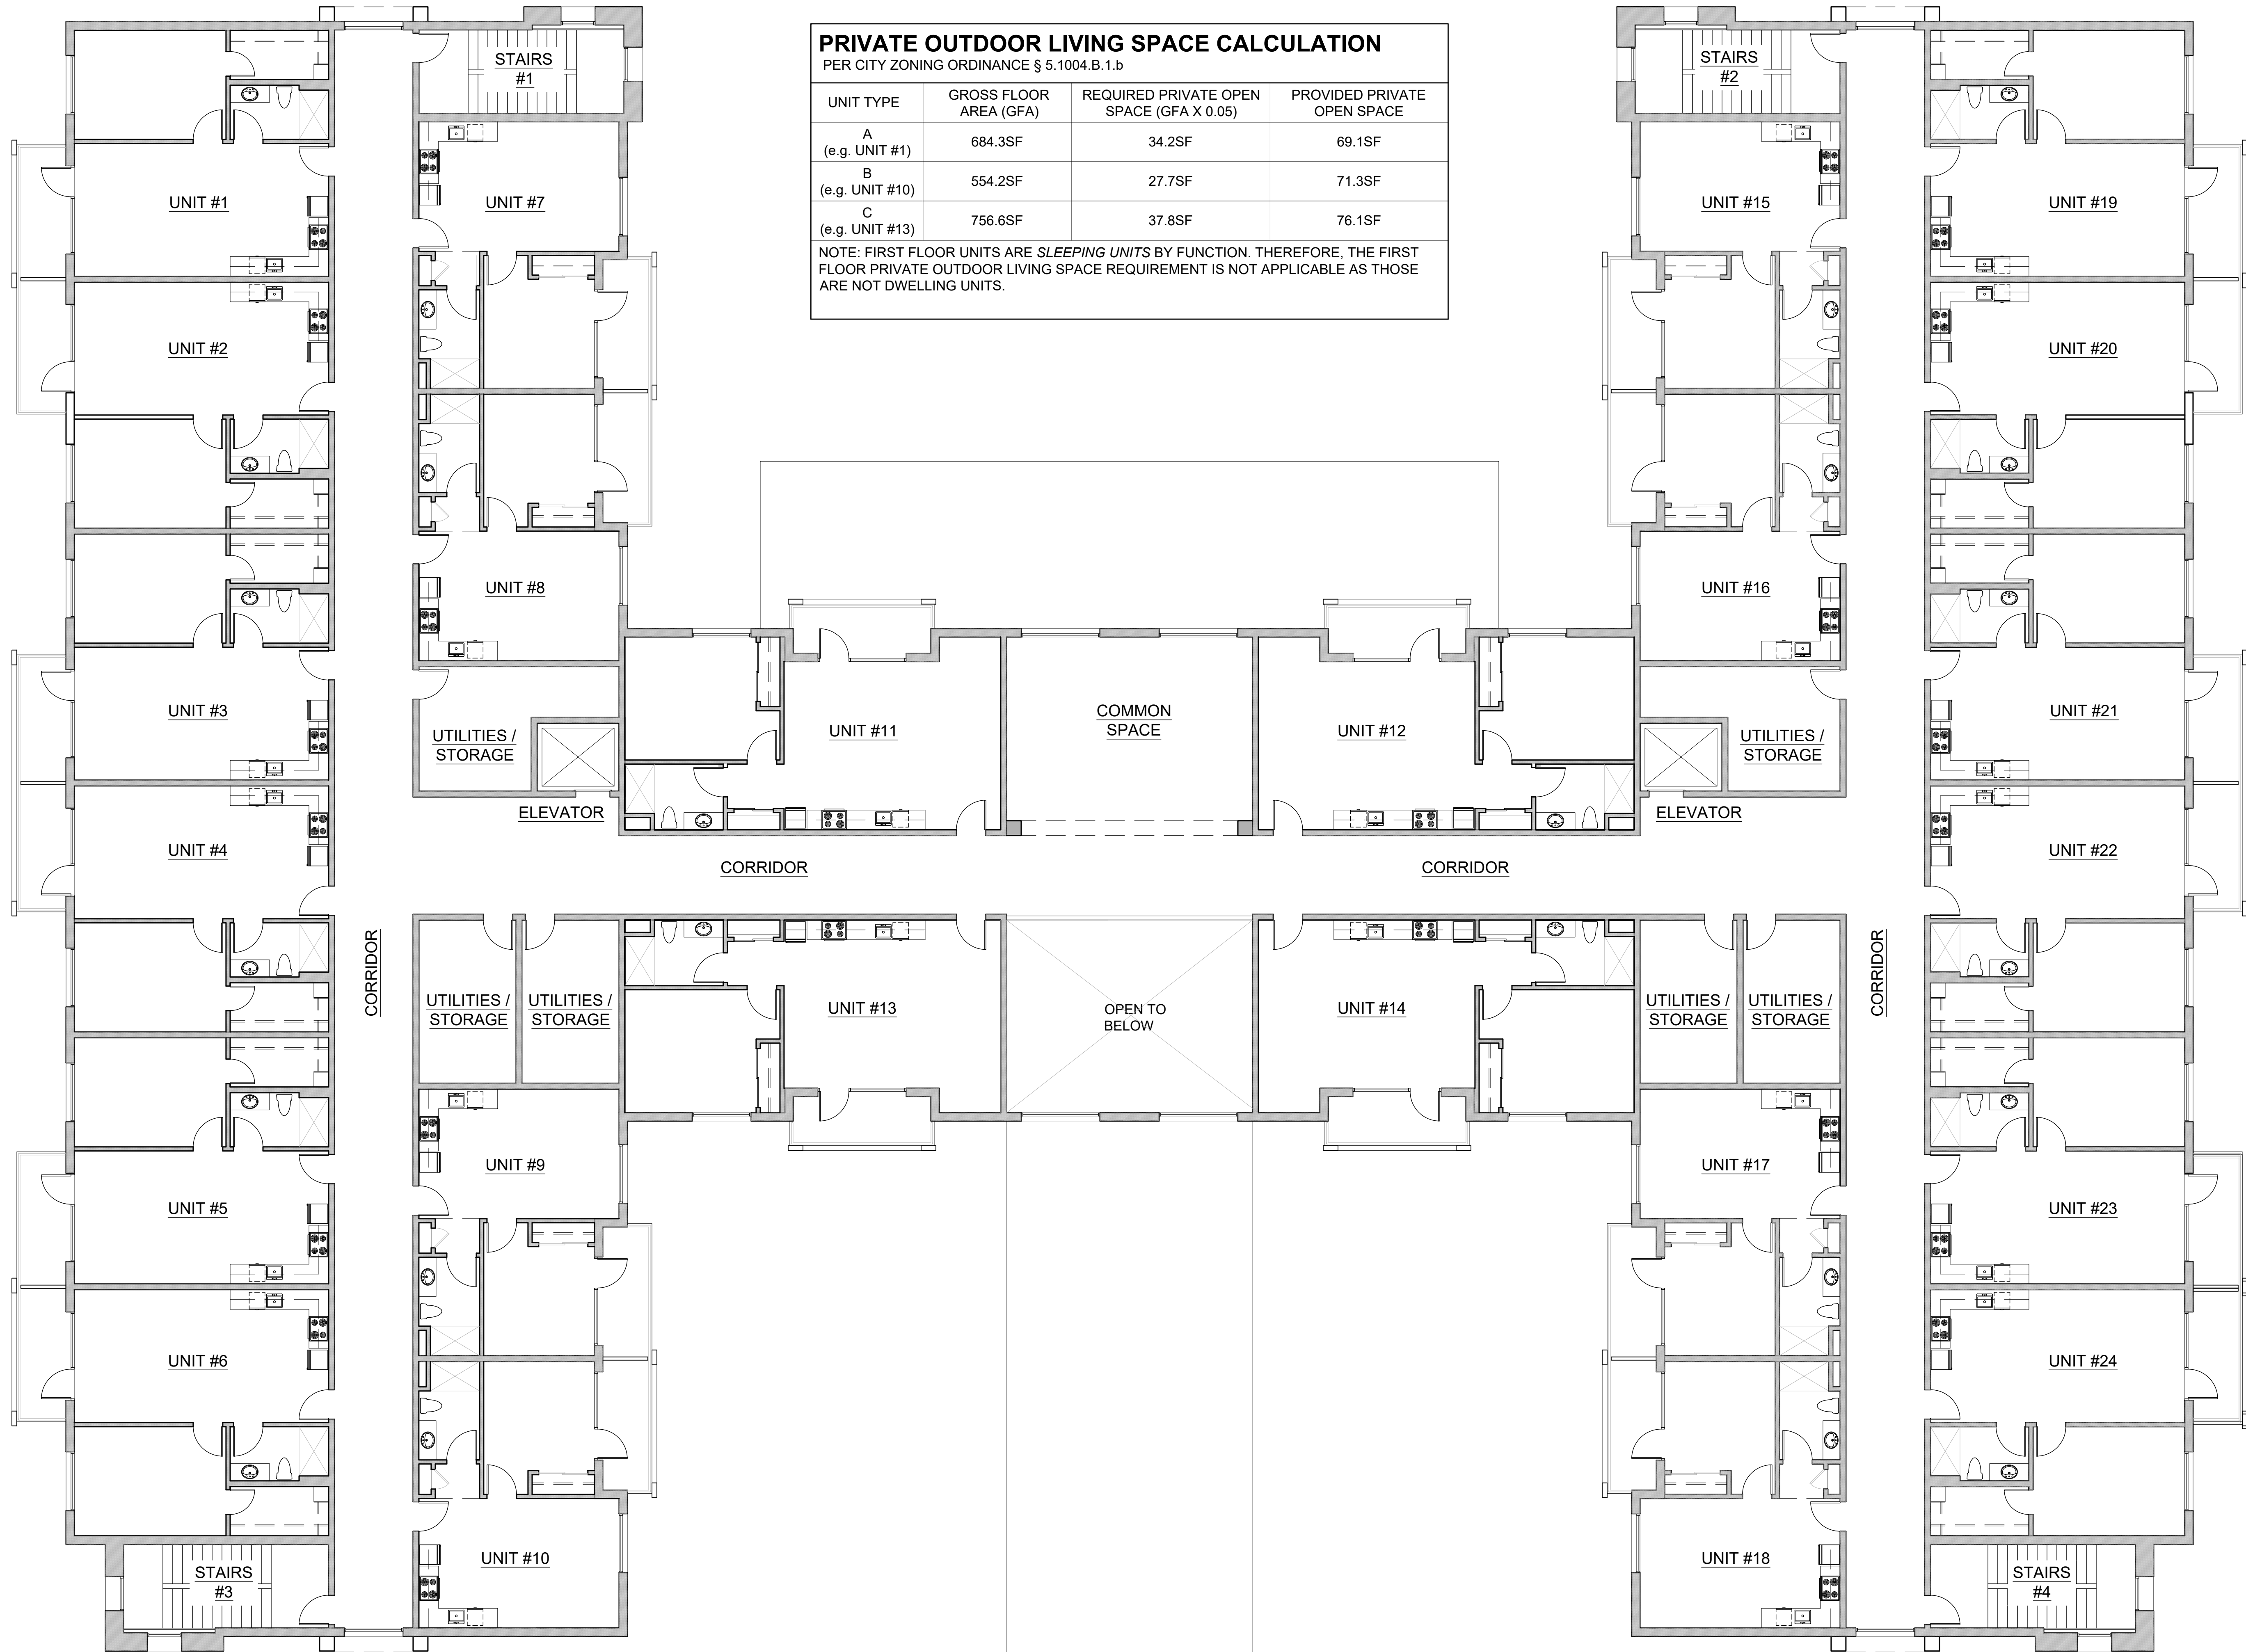 PRIVATE OUTDOOR LIVING SPACE CALCULATION
PER CITY ZONING ORDINANCE § 5.1004.B.1.b
UNIT TYPE
GROSS FLOOR
AREA (GFA)
REQUIRED PRIVATE OPEN
SPACE (GFA X 0.05)
PROVIDED PRIVATE
OPEN SPACE
A
(e.g. UNIT #1)
684.3SF
34.2SF
69.1SF
B
(e.g. UNIT #10)
554.2SF
27.7SF
71.3SF
C
(e.g. UNIT #13)
756.6SF
37.8SF
76.1SF
NOTE: FIRST FLOOR UNITS ARE SLEEPING UNITS BY FUNCTION. THEREFORE, THE FIRST
FLOOR PRIVATE OUTDOOR LIVING SPACE REQUIREMENT IS NOT APPLICABLE AS THOSE
ARE NOT DWELLING UNITS.
STAIRS
#1
STAIRS
#2
UNIT #1
UNIT #7
UNIT #15
UNIT #19
UNIT #2
UNIT #20
UNIT #8
UNIT #16
UNIT #3
UNIT #21
UTILITIES /
STORAGE
UNIT #11
COMMON
SPACE
UNIT #12
UTILITIES /
STORAGE
ELEVATOR
ELEVATOR
UNIT #4
UNIT #22
CORRIDOR
CORRIDOR
CORRIDOR
CORRIDOR
UTILITIES /
STORAGE
UTILITIES /
STORAGE
UNIT #13
OPEN TO
BELOW
UNIT #14
UTILITIES /
STORAGE
UTILITIES /
STORAGE
UNIT #9
UNIT #17
UNIT #5
UNIT #23
UNIT #6
UNIT #24
UNIT #10
UNIT #18
STAIRS
#3
STAIRS
#4